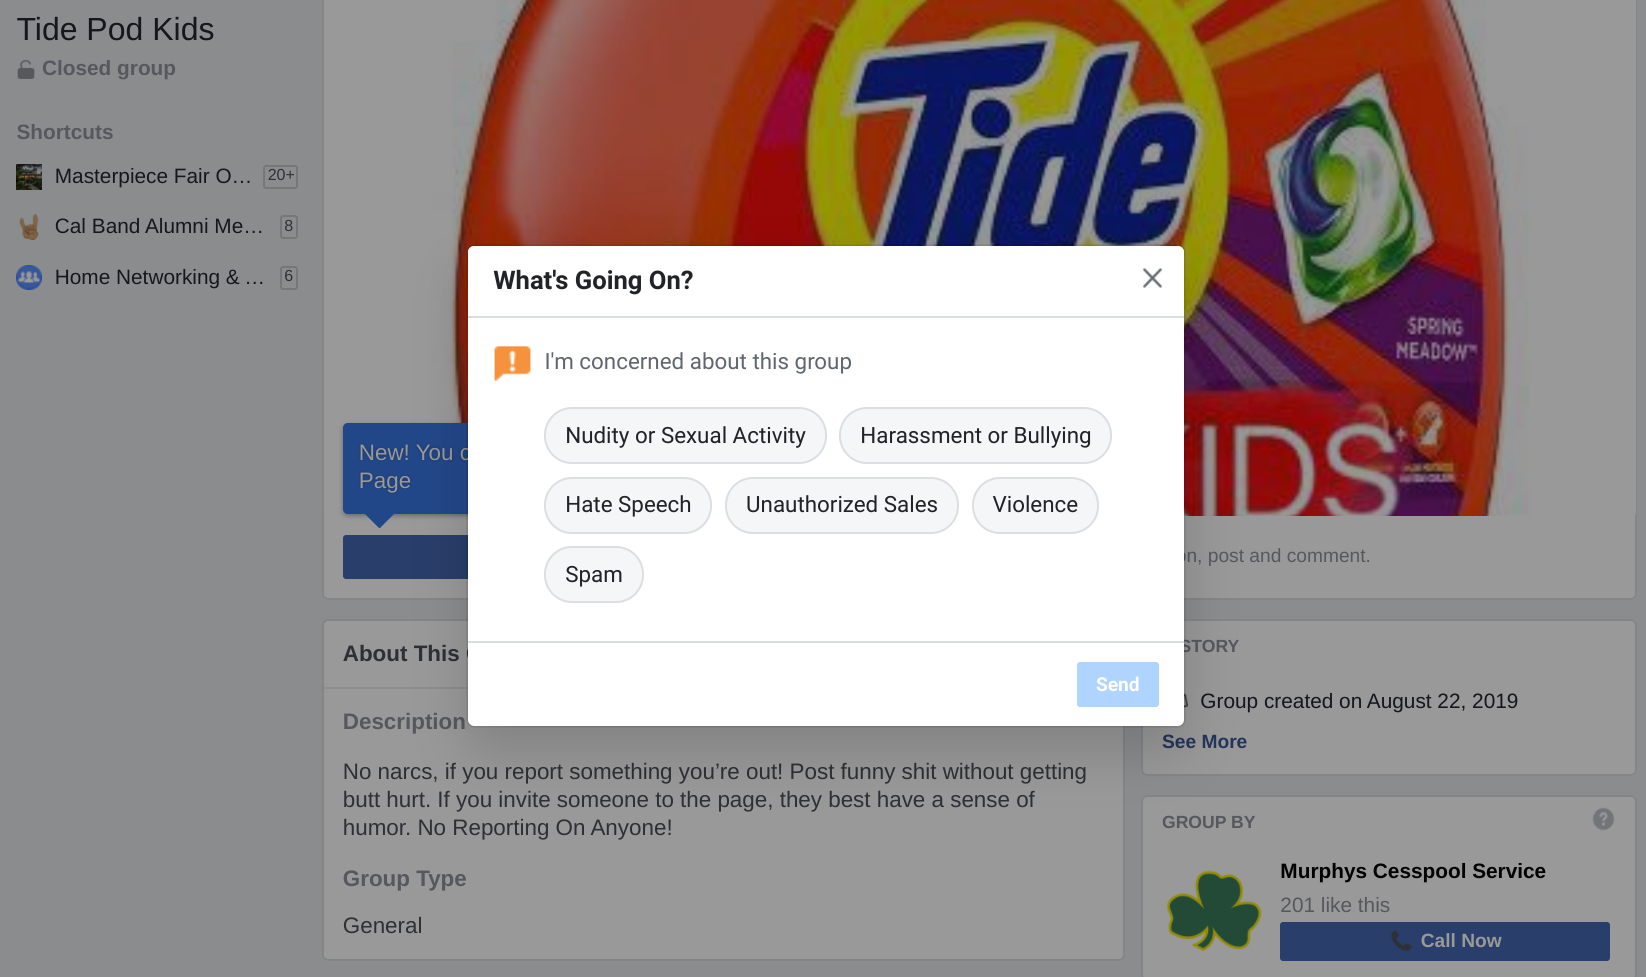 Tide Pod Kids
Closed group
Shortcuts
Masterpiece Fair O… 20+
Cal Band Alumni Me… 8
Home Networking & … 6
Tide
SPRING
MEADOW™
KIDS
What's Going On?
I'm concerned about this group
Nudity or Sexual Activity
Harassment or Bullying
Hate Speech
Unauthorized Sales
Violence
Spam
Send
New! You
Page
, post and comment.
About This
Description
No narcs, if you report something you’re out! Post funny shit without getting
butt hurt. If you invite someone to the page, they best have a sense of
humor. No Reporting On Anyone!
Group Type
General
STORY
Group created on August 22, 2019
See More
GROUP BY
Murphys Cesspool Service
201 like this
Call Now